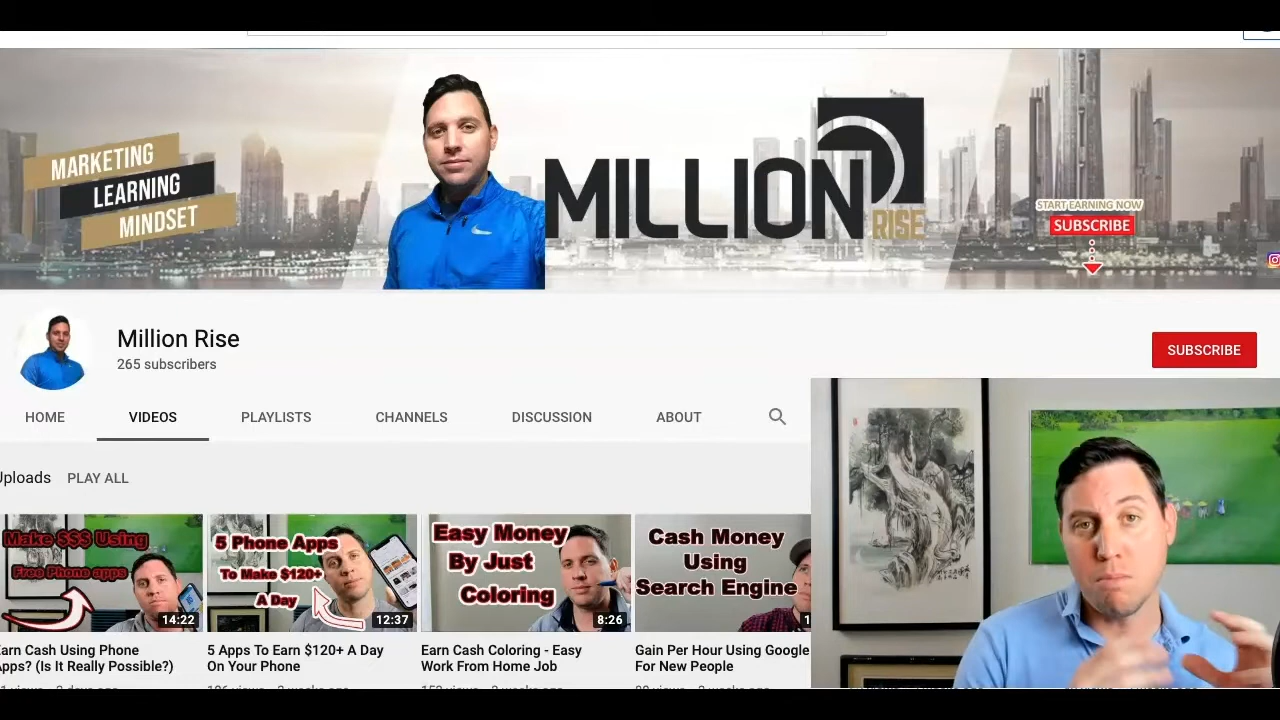 MARKETING
LEARNING
MINDSET
MILLION
RISE
START EARNING NOW
SUBSCRIBE
Million Rise
265 subscribers
SUBSCRIBE
HOME VIDEOS PLAYLISTS CHANNELS DISCUSSION ABOUT
Uploads PLAY ALL
Make $$$ Using
Free Phone apps
14:22
5 Phone Apps
To Make $120+
A Day
12:37
Easy Money
By Just
Coloring
8:26
Cash Money
Using
Search Engine
Earn Cash Using Phone
Apps? (Is It Really Possible?)
5 Apps To Earn $120+ A Day
On Your Phone
Earn Cash Coloring - Easy
Work From Home Job
Gain Per Hour Using Google
For New People